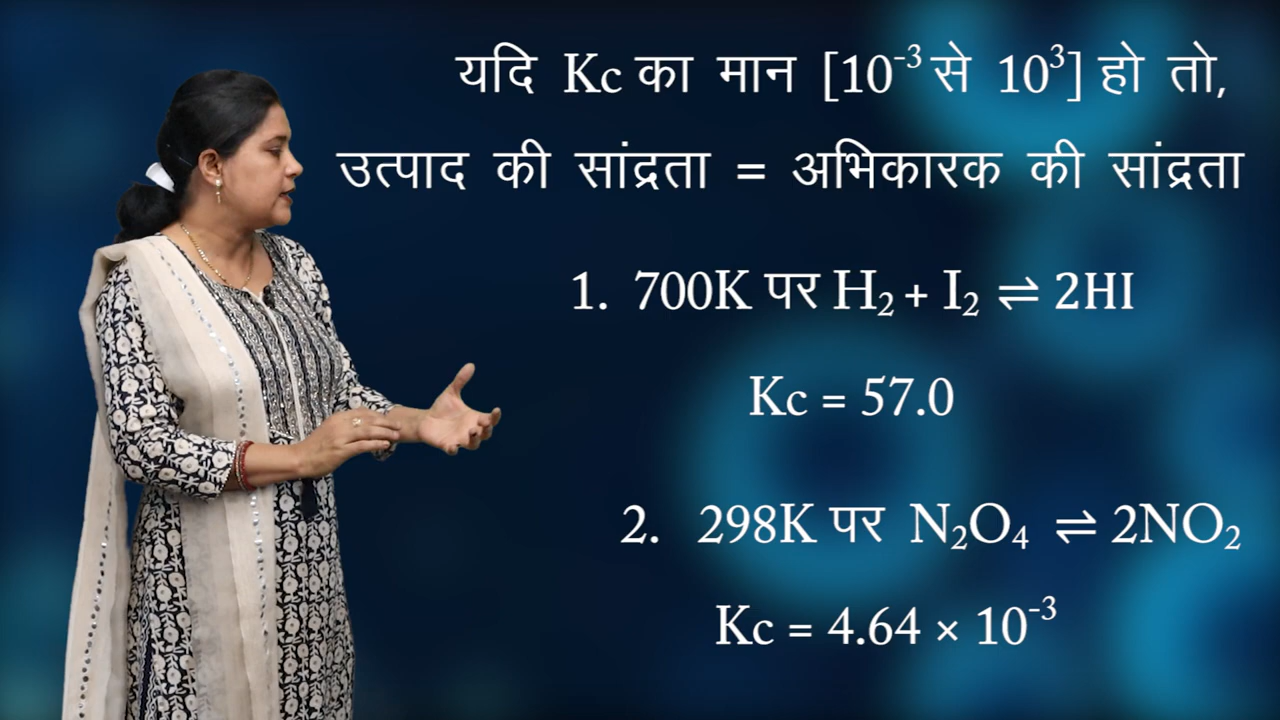 यदि Kc का मान [10⁻³ से 10³] हो तो,
उत्पाद की सांद्रता = अभिकारक की सांद्रता
1. 700K पर H₂ + I₂ ⇌ 2HI
Kc = 57.0
2. 298K पर N₂O₄ ⇌ 2NO₂
Kc = 4.64 × 10⁻³